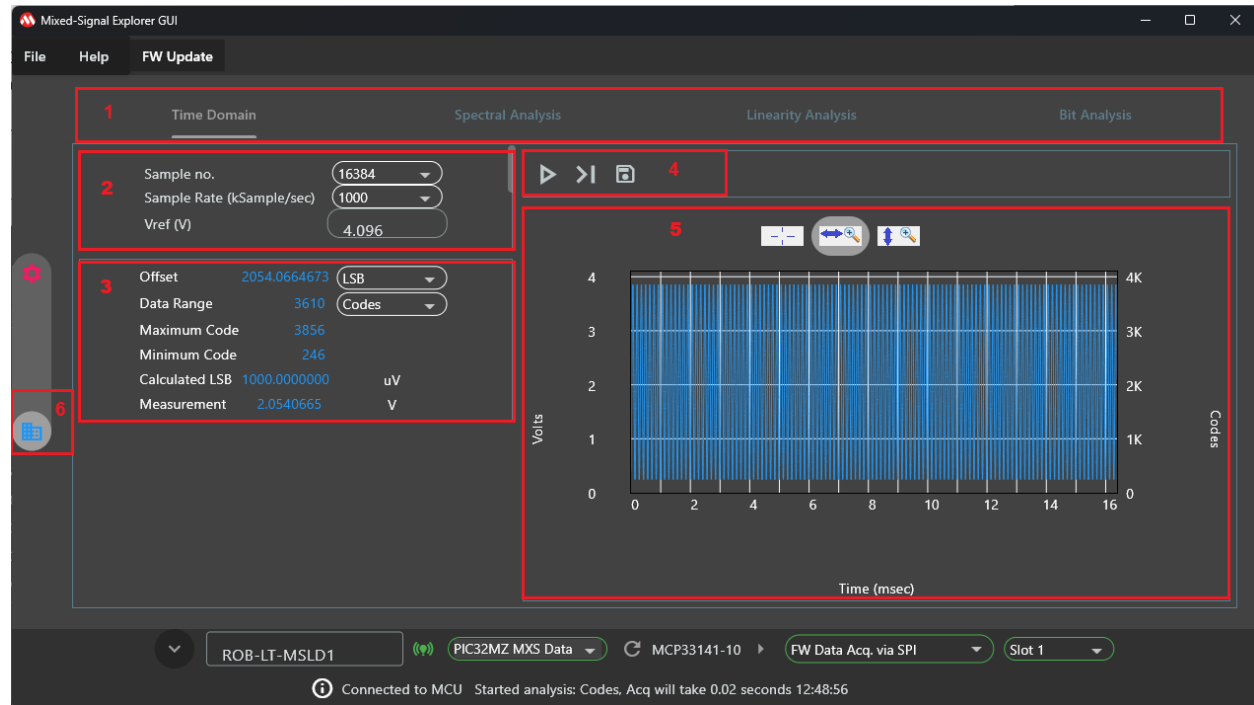 Mixed-Signal Explorer GUI
File Help FW Update
1 Time Domain Spectral Analysis Linearity Analysis Bit Analysis
2
Sample no. 16384
Sample Rate (kSample/sec) 1000
Vref (V) 4.096
4
3
Offset 2054.0664673 LSB
Data Range 3610 Codes
Maximum Code 3856
Minimum Code 246
Calculated LSB 1000.0000000 uV
Measurement 2.0540665 V
6
5
4 4K
3 3K
2 2K
1 1K
0 0
Volts
Codes
0 2 4 6 8 10 12 14 16
Time (msec)
ROB-LT-MSLD1 PIC32MZ MXS Data MCP33141-10 FW Data Acq. via SPI Slot 1
Connected to MCU Started analysis: Codes, Acq will take 0.02 seconds 12:48:56